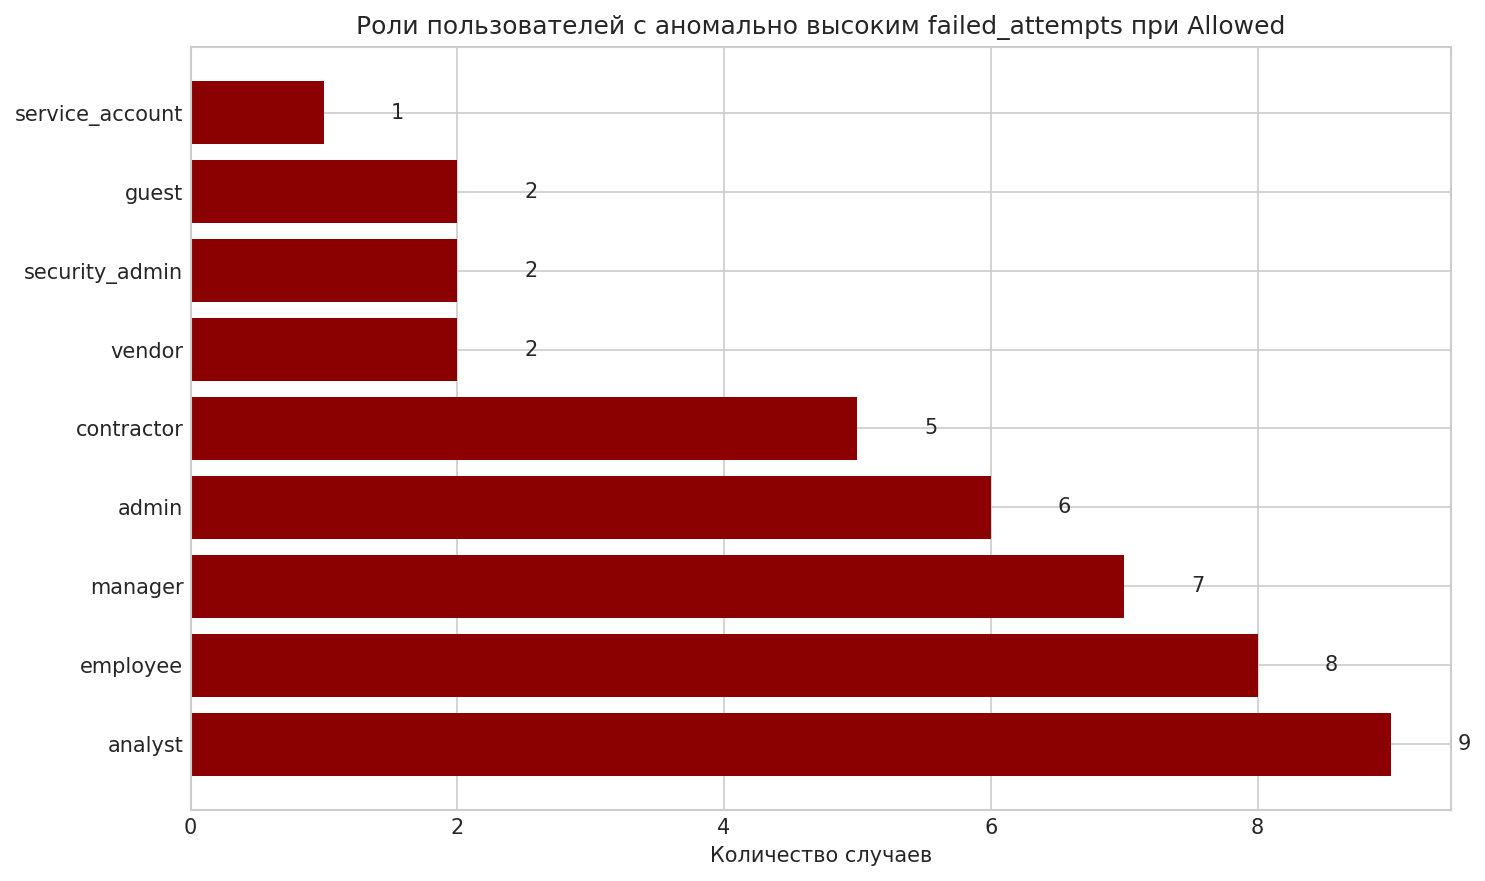 Роли пользователей с аномально высоким failed_attempts при Allowed
service_account 1
guest 2
security_admin 2
vendor 2
contractor 5
admin 6
manager 7
employee 8
analyst 9
0 2 4 6 8
Количество случаев